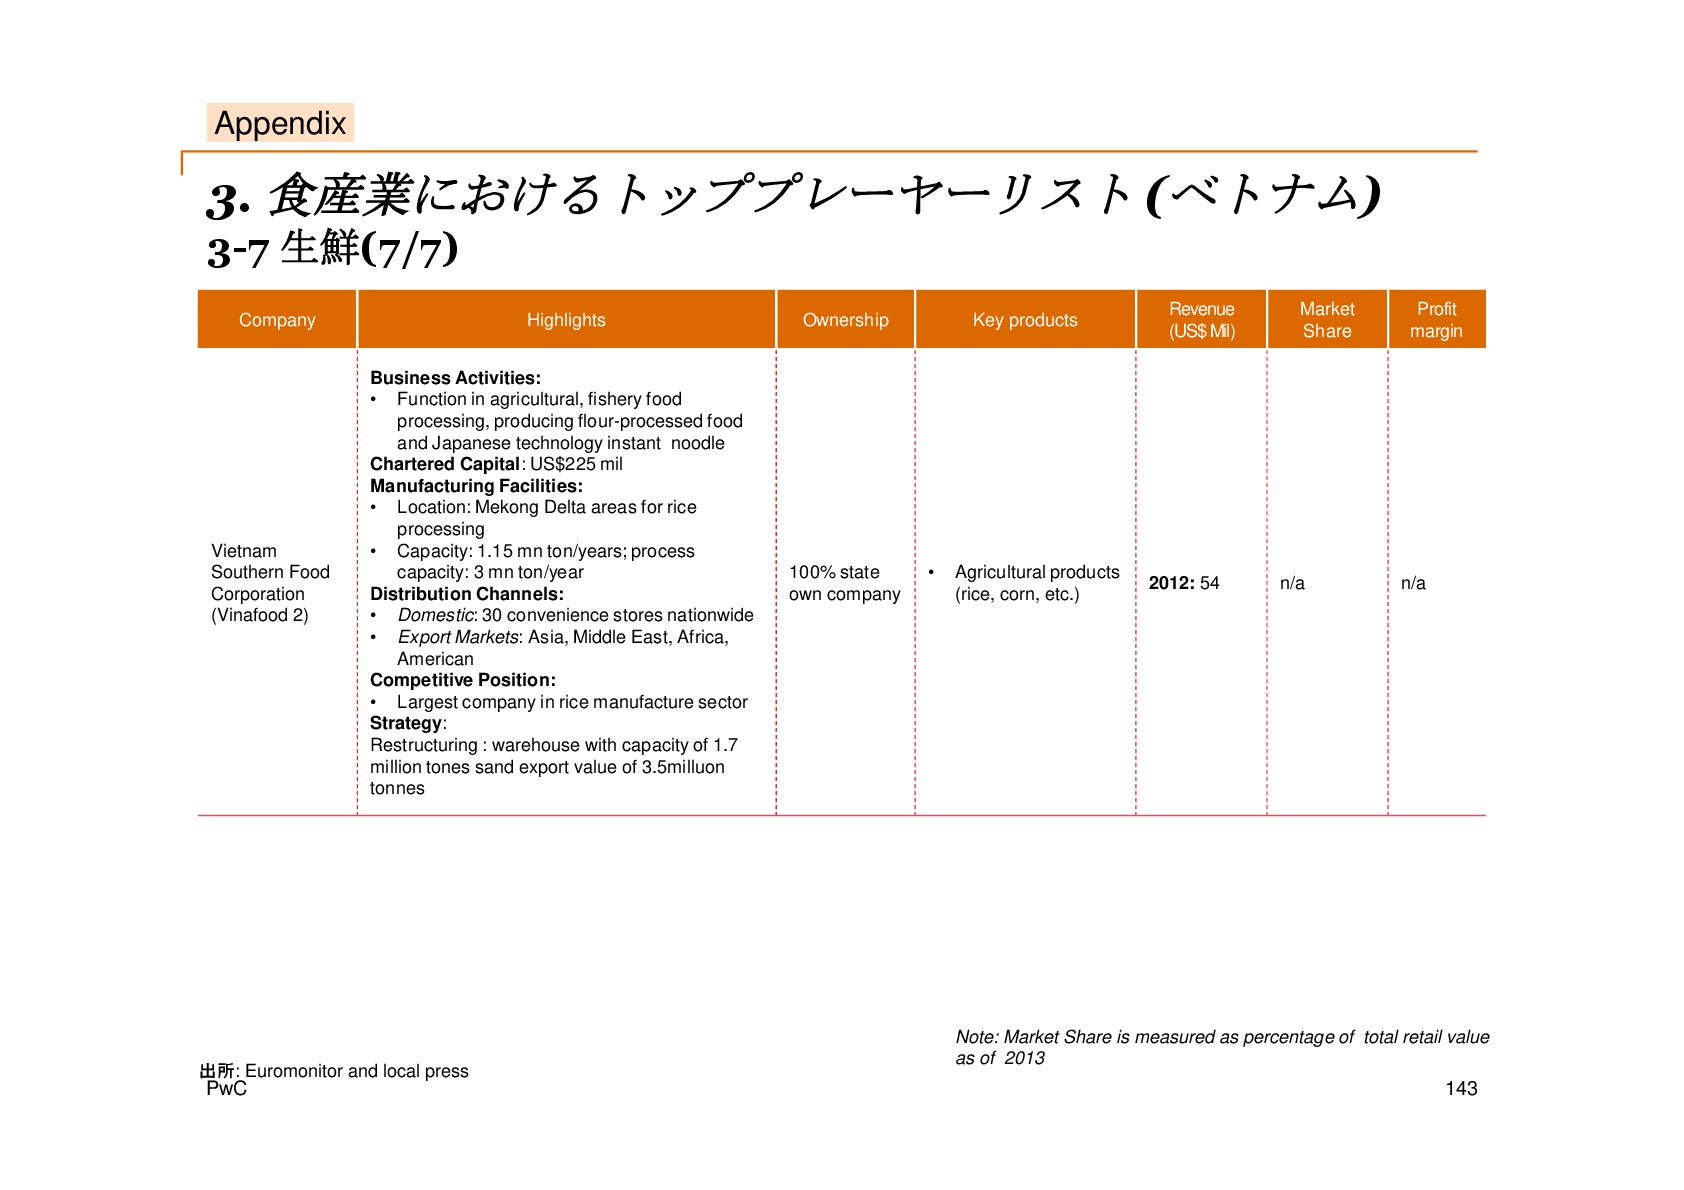 Appendix
3. 食産業におけるトッププレーヤーリスト(ベトナム)
3-7 生鮮(7/7)
Company
Highlights
Ownership
Key products
Revenue
(US$ Mil)
Market
Share
Profit
margin
Vietnam
Southern Food
Corporation
(Vinafood 2)
Business Activities:
• Function in agricultural, fishery food
processing, producing flour-processed food
and Japanese technology instant noodle
Chartered Capital: US$225 mil
Manufacturing Facilities:
• Location: Mekong Delta areas for rice
processing
• Capacity: 1.15 mn ton/years; process
capacity: 3 mn ton/year
Distribution Channels:
• Domestic: 30 convenience stores nationwide
• Export Markets: Asia, Middle East, Africa,
American
Competitive Position:
• Largest company in rice manufacture sector
Strategy:
Restructuring : warehouse with capacity of 1.7
million tones sand export value of 3.5milluon
tonnes
100% state
own company
• Agricultural products
(rice, corn, etc.)
2012: 54
n/a
n/a
Note: Market Share is measured as percentage of total retail value
as of 2013
出所: Euromonitor and local press
PwC
143